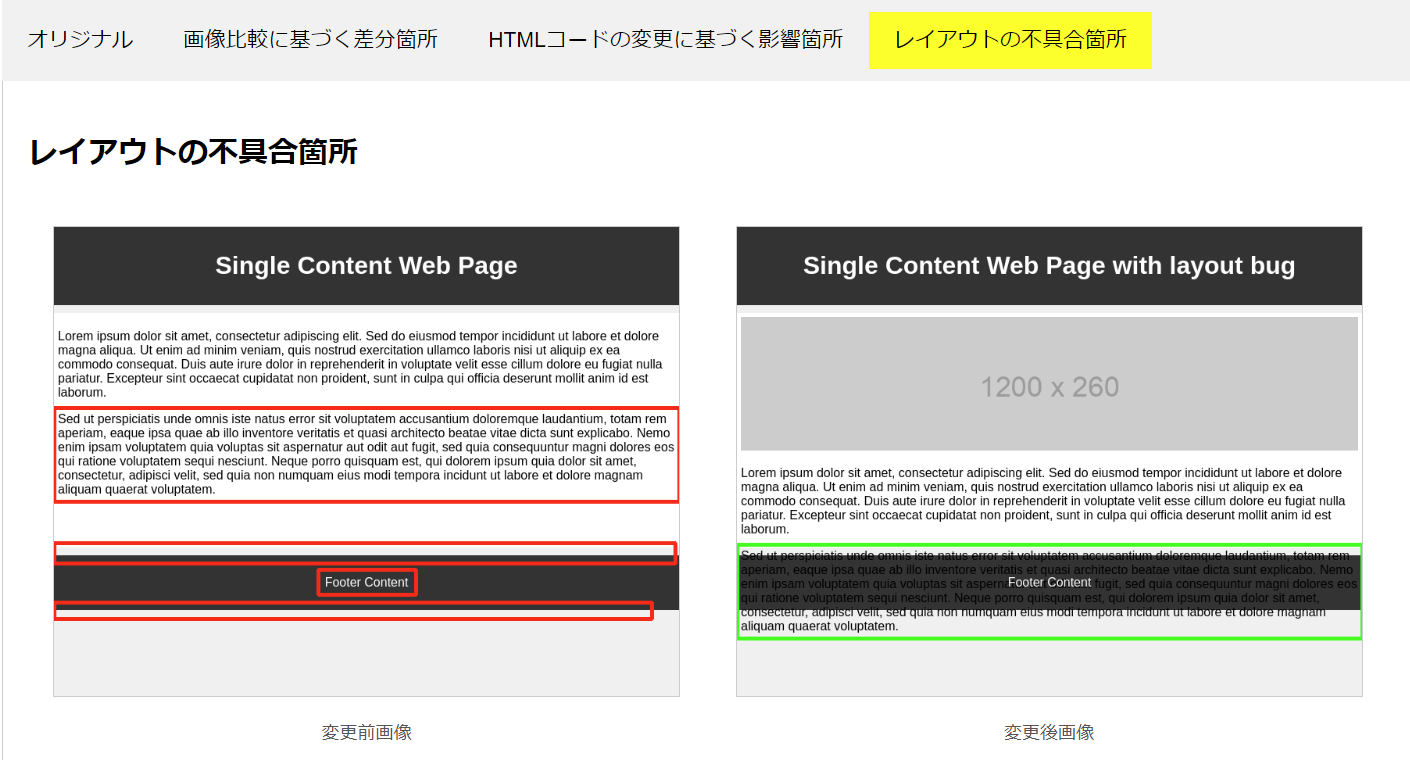 オリジナル 画像比較に基づく差分箇所 HTMLコードの変更に基づく影響箇所 レイアウトの不具合箇所
レイアウトの不具合箇所
Single Content Web Page
Lorem ipsum dolor sit amet, consectetur adipiscing elit. Sed do eiusmod tempor incididunt ut labore et dolore
magna aliqua. Ut enim ad minim veniam, quis nostrud exercitation ullamco laboris nisi ut aliquip ex ea
commodo consequat. Duis aute irure dolor in reprehenderit in voluptate velit esse cillum dolore eu fugiat nulla
pariatur. Excepteur sint occaecat cupidatat non proident, sunt in culpa qui officia deserunt mollit anim id est
laborum.
Sed ut perspiciatis unde omnis iste natus error sit voluptatem accusantium doloremque laudantium, totam rem
aperiam, eaque ipsa quae ab illo inventore veritatis et quasi architecto beatae vitae dicta sunt explicabo. Nemo
enim ipsam voluptatem quia voluptas sit aspernatur aut odit aut fugit, sed quia consequuntur magni dolores eos
qui ratione voluptatem sequi nesciunt. Neque porro quisquam est, qui dolorem ipsum quia dolor sit amet,
consectetur, adipisci velit, sed quia non numquam eius modi tempora incidunt ut labore et dolore magnam
aliquam quaerat voluptatem.
Footer Content
変更前画像
Single Content Web Page with layout bug
1200 x 260
Lorem ipsum dolor sit amet, consectetur adipiscing elit. Sed do eiusmod tempor incididunt ut labore et dolore
magna aliqua. Ut enim ad minim veniam, quis nostrud exercitation ullamco laboris nisi ut aliquip ex ea
commodo consequat. Duis aute irure dolor in reprehenderit in voluptate velit esse cillum dolore eu fugiat nulla
pariatur. Excepteur sint occaecat cupidatat non proident, sunt in culpa qui officia deserunt mollit anim id est
laborum.
Sed ut perspiciatis unde omnis iste natus error sit voluptatem accusantium doloremque laudantium, totam rem
aperiam, eaque ipsa quae ab illo inventore veritatis et quasi architecto beatae vitae dicta sunt explicabo. Nemo
enim ipsam voluptatem quia voluptas sit fugit, sed quia consequuntur magni dolores eos
Footer Content
qui ratione voluptatem sequi nesciunt. Neque porro quisquam est, qui dolorem ipsum quia dolor sit amet,
consectetur, adipisci velit, sed quia non numquam eius modi tempora incidunt ut labore et dolore magnam
aliquam quaerat voluptatem.
変更後画像